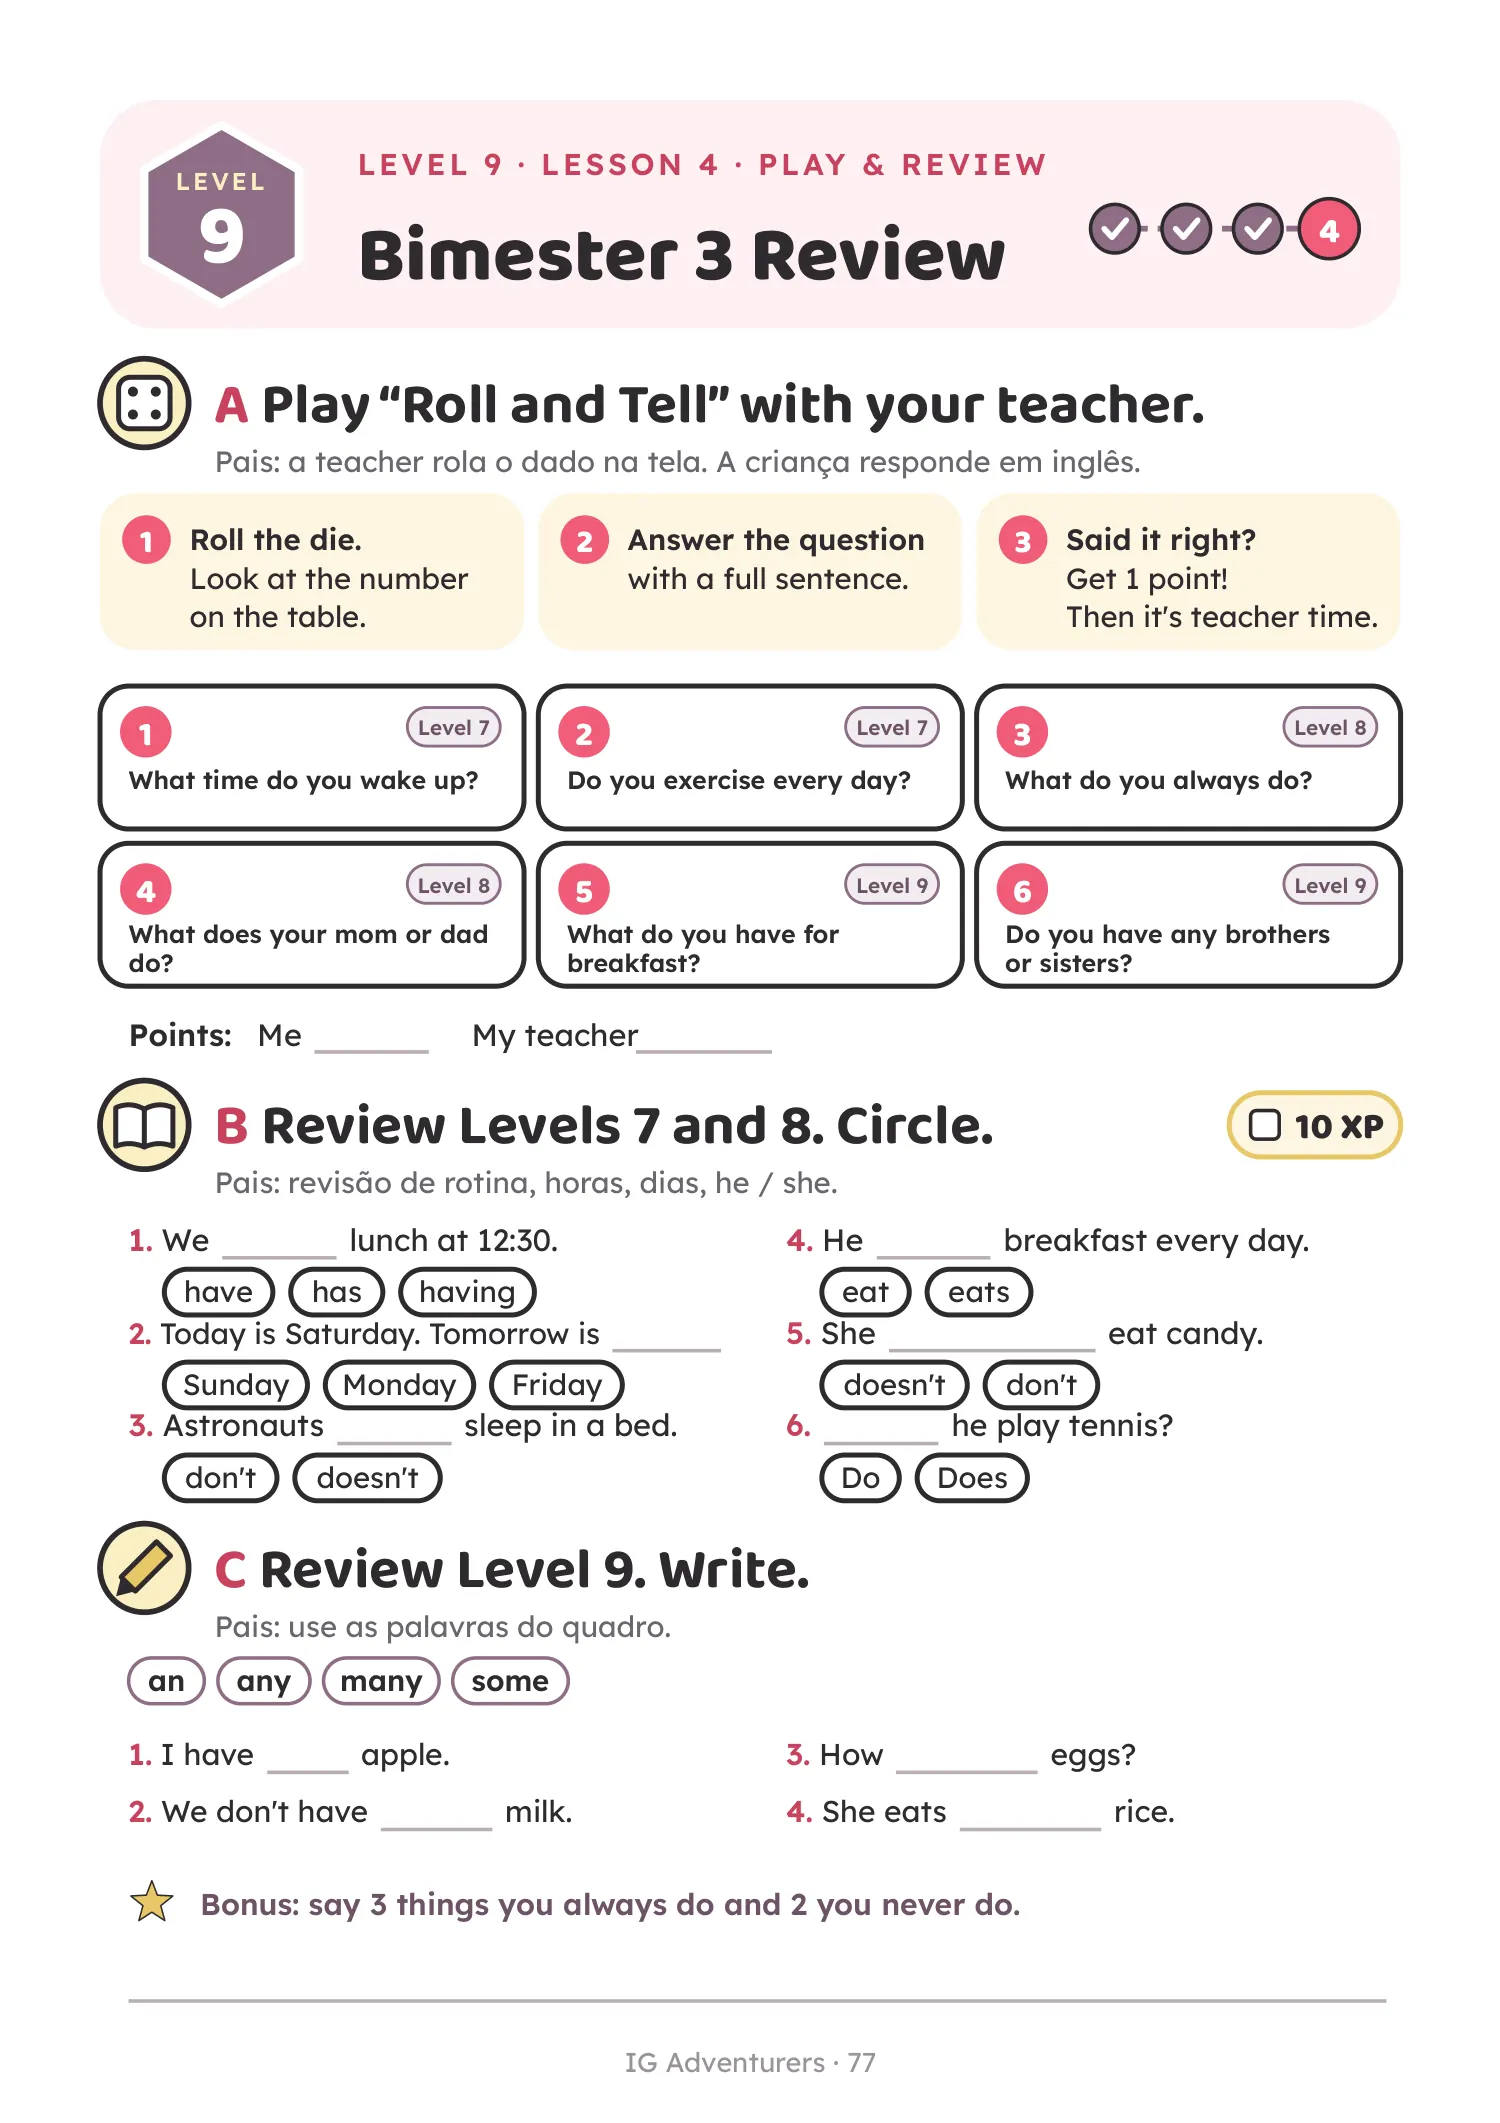 LEVEL
9
LEVEL 9 · LESSON 4 · PLAY & REVIEW
Bimester 3 Review
4
A Play “Roll and Tell” with your teacher.
Pais: a teacher rola o dado na tela. A criança responde em inglês.
1 Roll the die.
Look at the number
on the table.
2 Answer the question
with a full sentence.
3 Said it right?
Get 1 point!
Then it's teacher time.
1 Level 7
What time do you wake up?
2 Level 7
Do you exercise every day?
3 Level 8
What do you always do?
4 Level 8
What does your mom or dad
do?
5 Level 9
What do you have for
breakfast?
6 Level 9
Do you have any brothers
or sisters?
Points: Me ______ My teacher______
B Review Levels 7 and 8. Circle.
10 XP
Pais: revisão de rotina, horas, dias, he / she.
1. We ______ lunch at 12:30.
have has having
2. Today is Saturday. Tomorrow is ______
Sunday Monday Friday
3. Astronauts ______ sleep in a bed.
don't doesn't
4. He ______ breakfast every day.
eat eats
5. She ______ eat candy.
doesn't don't
6. ______ he play tennis?
Do Does
C Review Level 9. Write.
Pais: use as palavras do quadro.
an any many some
1. I have ______ apple.
2. We don't have ______ milk.
3. How ______ eggs?
4. She eats ______ rice.
Bonus: say 3 things you always do and 2 you never do.
IG Adventurers · 77